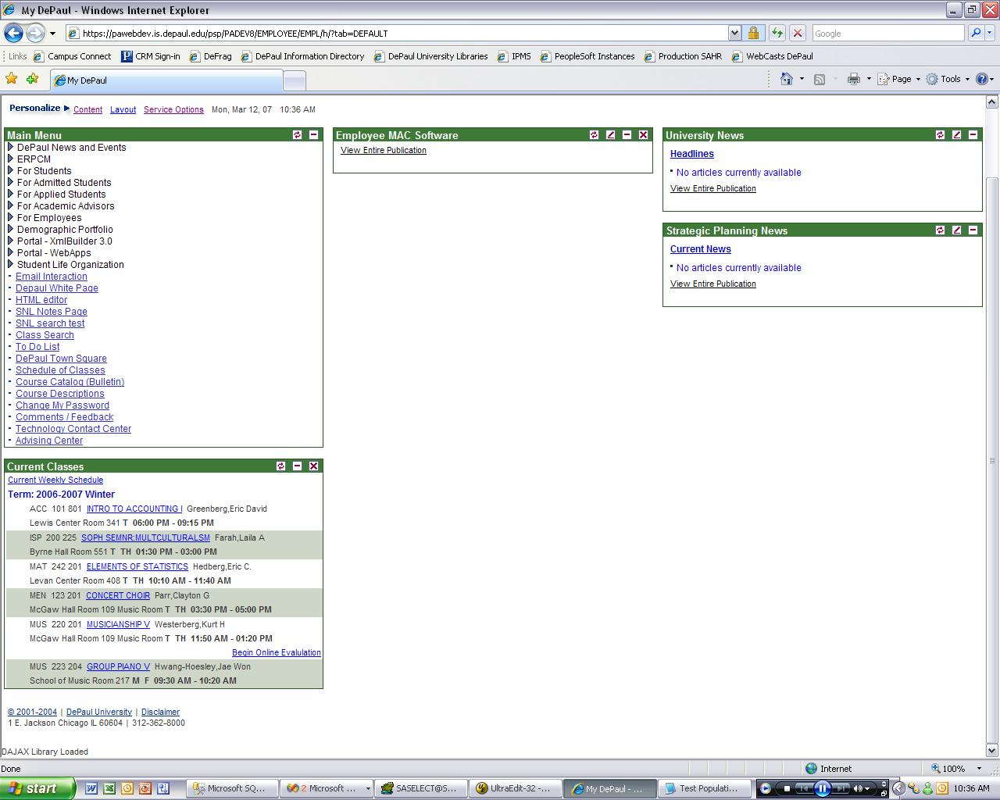 My DePaul - Windows Internet Explorer
https://pawebdev.is.depaul.edu/psp/PADEV8/EMPLOYEE/EMPL/h/?tab=DEFAULT
Google
Links Campus Connect CRM Sign-in DeFrag DePaul Information Directory DePaul University Libraries IPMS PeopleSoft Instances Production SAHR WebCasts DePaul
My DePaul
Page Tools
Personalize Content Layout Service Options Mon, Mar 12, 07 10:36 AM
Main Menu
DePaul News and Events
ERPCM
For Students
For Admitted Students
For Applied Students
For Academic Advisors
For Employees
Demographic Portfolio
Portal - XmlBuilder 3.0
Portal - WebApps
Student Life Organization
Email Interaction
Depaul White Page
HTML editor
SNL Notes Page
SNL search test
Class Search
To Do List
DePaul Town Square
Schedule of Classes
Course Catalog (Bulletin)
Course Descriptions
Change My Password
Comments / Feedback
Technology Contact Center
Advising Center
Current Classes
Current Weekly Schedule
Term: 2006-2007 Winter
ACC 101 801 INTRO TO ACCOUNTING I Greenberg,Eric David
Lewis Center Room 341 T 06:00 PM - 09:15 PM
ISP 200 225 SOPH SEMNR:MULTCULTURALSM Farah,Laila A
Byrne Hall Room 551 T TH 01:30 PM - 03:00 PM
MAT 242 201 ELEMENTS OF STATISTICS Hedberg,Eric C.
Levan Center Room 408 T TH 10:10 AM - 11:40 AM
MEN 123 201 CONCERT CHOIR Parr,Clayton G
McGaw Hall Room 109 Music Room T TH 03:30 PM - 05:00 PM
MUS 220 201 MUSICIANSHIP V Westerberg,Kurt H
McGaw Hall Room 109 Music Room T TH 11:50 AM - 01:20 PM
Begin Online Evalulation
MUS 223 204 GROUP PIANO V Hwang-Hoesley,Jae Won
School of Music Room 217 M F 09:30 AM - 10:20 AM
Employee MAC Software
View Entire Publication
University News
Headlines
No articles currently available
View Entire Publication
Strategic Planning News
Current News
No articles currently available
View Entire Publication
© 2001-2004 | DePaul University | Disclaimer
1 E. Jackson Chicago IL 60604 | 312-362-8000
DAJAX Library Loaded
Done Internet 100%
start Microsoft SQ... 2 Microsoft ... SASELECT@S... UltraEdit-32 -... My DePaul - ... Test Populati... 10:36 AM